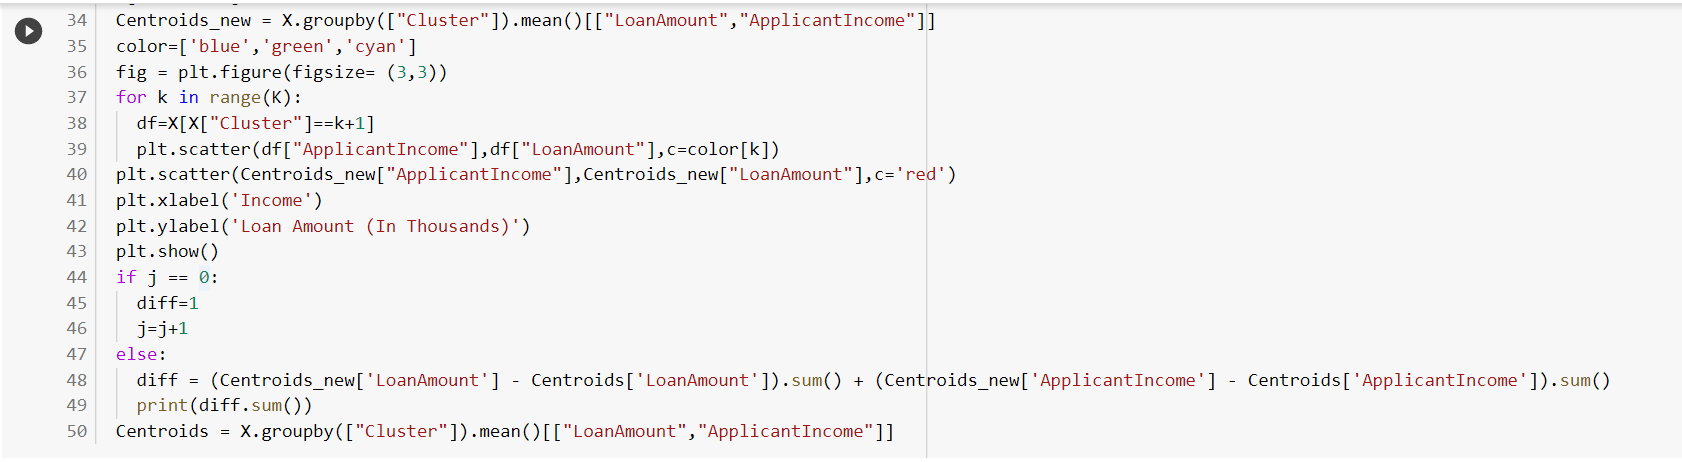 34 Centroids_new = X.groupby(["Cluster"]).mean()[["LoanAmount","ApplicantIncome"]]
35 color=['blue','green','cyan']
36 fig = plt.figure(figsize= (3,3))
37 for k in range(K):
38   df=X[X["Cluster"]==k+1]
39   plt.scatter(df["ApplicantIncome"],df["LoanAmount"],c=color[k])
40 plt.scatter(Centroids_new["ApplicantIncome"],Centroids_new["LoanAmount"],c='red')
41 plt.xlabel('Income')
42 plt.ylabel('Loan Amount (In Thousands)')
43 plt.show()
44 if j == 0:
45   diff=1
46   j=j+1
47 else:
48   diff = (Centroids_new['LoanAmount'] - Centroids['LoanAmount']).sum() + (Centroids_new['ApplicantIncome'] - Centroids['ApplicantIncome']).sum()
49   print(diff.sum())
50 Centroids = X.groupby(["Cluster"]).mean()[["LoanAmount","ApplicantIncome"]]